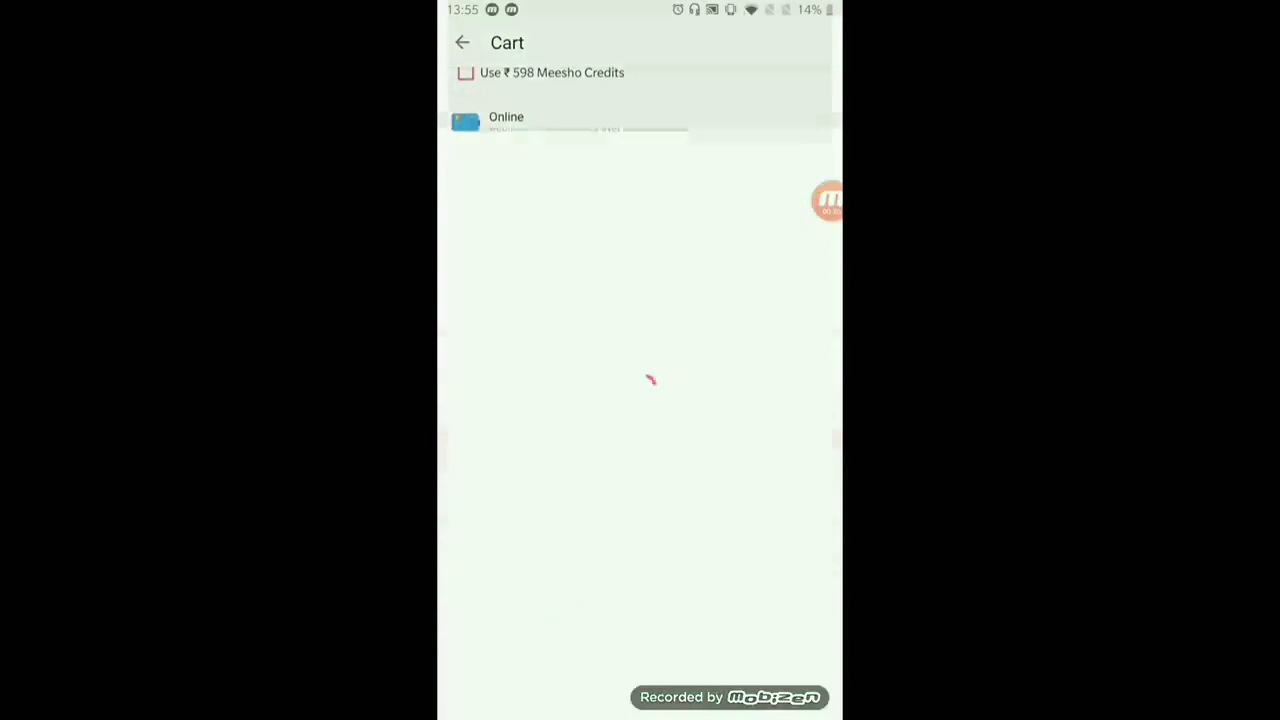 13:55
14%
Cart
Use ₹ 598 Meesho Credits
Online
Recorded by mobizen